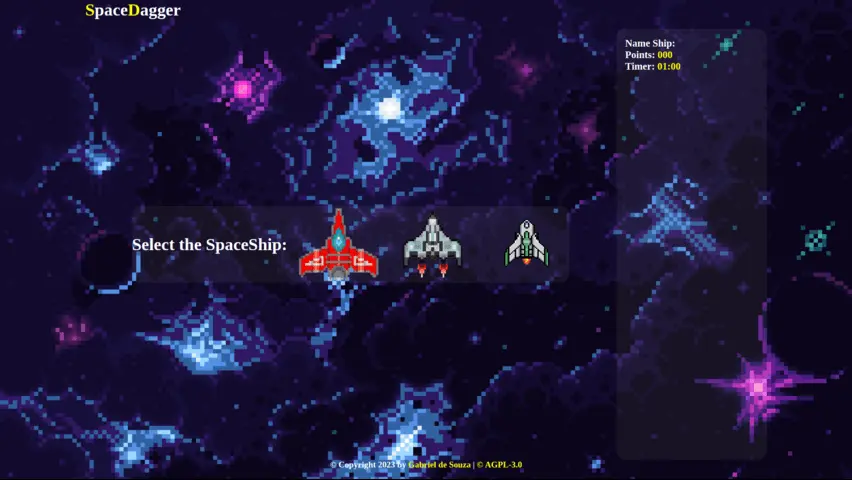 SpaceDagger
Name Ship:
Points: 000
Timer: 01:00
Select the SpaceShip:
© Copyright 2023 by Gabriel de Souza | © AGPL-3.0